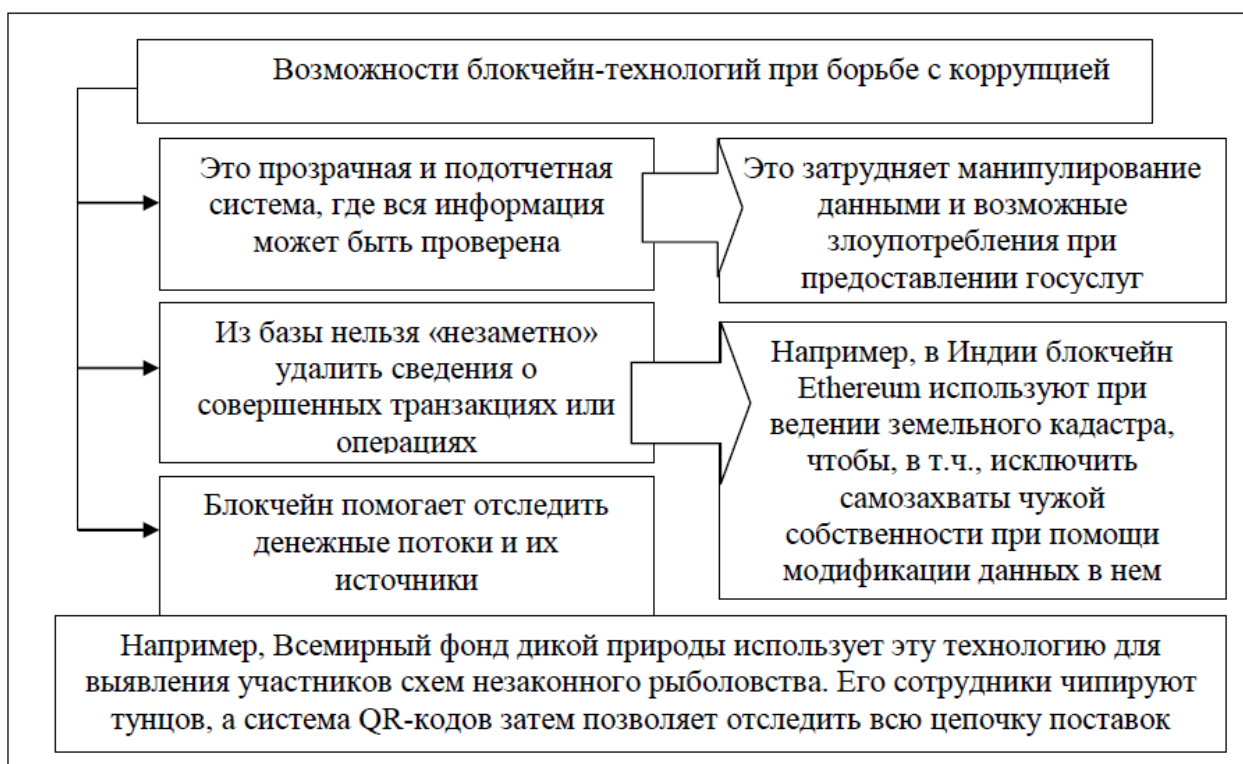 Возможности блокчейн-технологий при борьбе с коррупцией
Это прозрачная и подотчетная
система, где вся информация
может быть проверена
Это затрудняет манипулирование
данными и возможные
злоупотребления при
предоставлении госуслуг
Из базы нельзя «незаметно»
удалить сведения о
совершенных транзакциях или
операциях
Например, в Индии блокчейн
Ethereum используют при
ведении земельного кадастра,
чтобы, в т.ч., исключить
самозахваты чужой
собственности при помощи
модификации данных в нем
Блокчейн помогает отследить
денежные потоки и их
источники
Например, Всемирный фонд дикой природы использует эту технологию для
выявления участников схем незаконного рыболовства. Его сотрудники чипируют
тунцов, а система QR-кодов затем позволяет отследить всю цепочку поставок